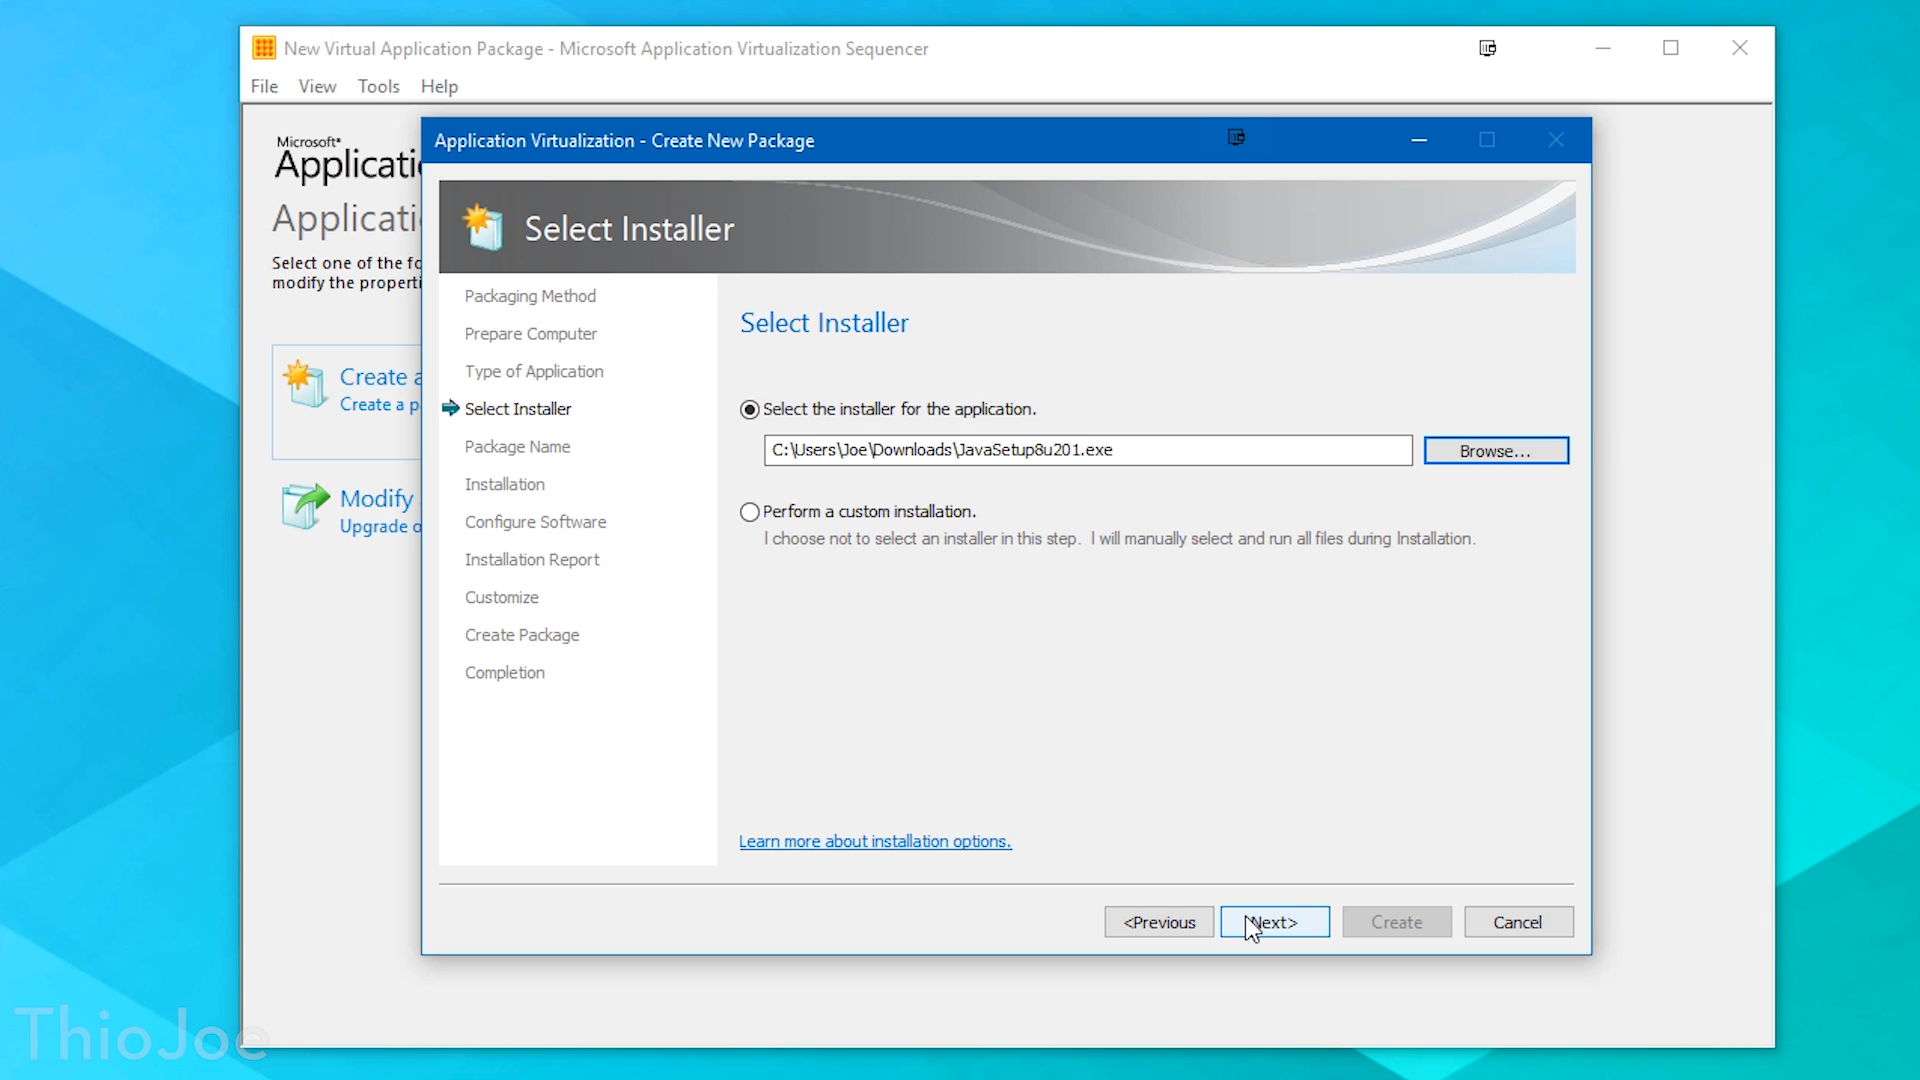 New Virtual Application Package - Microsoft Application Virtualization Sequencer
File View Tools Help
Microsoft*
Applicati
Applicati
Select one of the fo
modify the properti
Create a
Create a p
Modify
Upgrade o
Application Virtualization - Create New Package
Select Installer
Packaging Method
Prepare Computer
Type of Application
Select Installer
Package Name
Installation
Configure Software
Installation Report
Customize
Create Package
Completion
Select Installer
Select the installer for the application.
C:\Users\Joe\Downloads\JavaSetup8u201.exe
Browse...
Perform a custom installation.
I choose not to select an installer in this step. I will manually select and run all files during Installation.
Learn more about installation options.
<Previous
Next>
Create
Cancel
ThioJoe